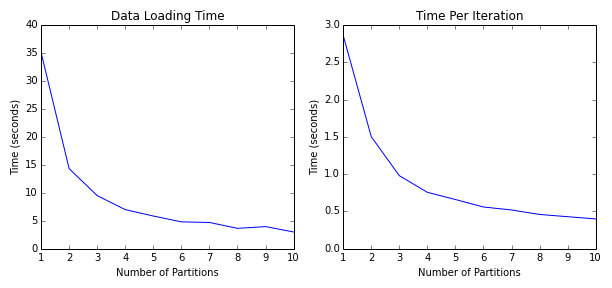 Data Loading Time
Time (seconds)
40
35
30
25
20
15
10
5
0
1 2 3 4 5 6 7 8 9 10
Number of Partitions
Time Per Iteration
Time (seconds)
3.0
2.5
2.0
1.5
1.0
0.5
0.0
1 2 3 4 5 6 7 8 9 10
Number of Partitions